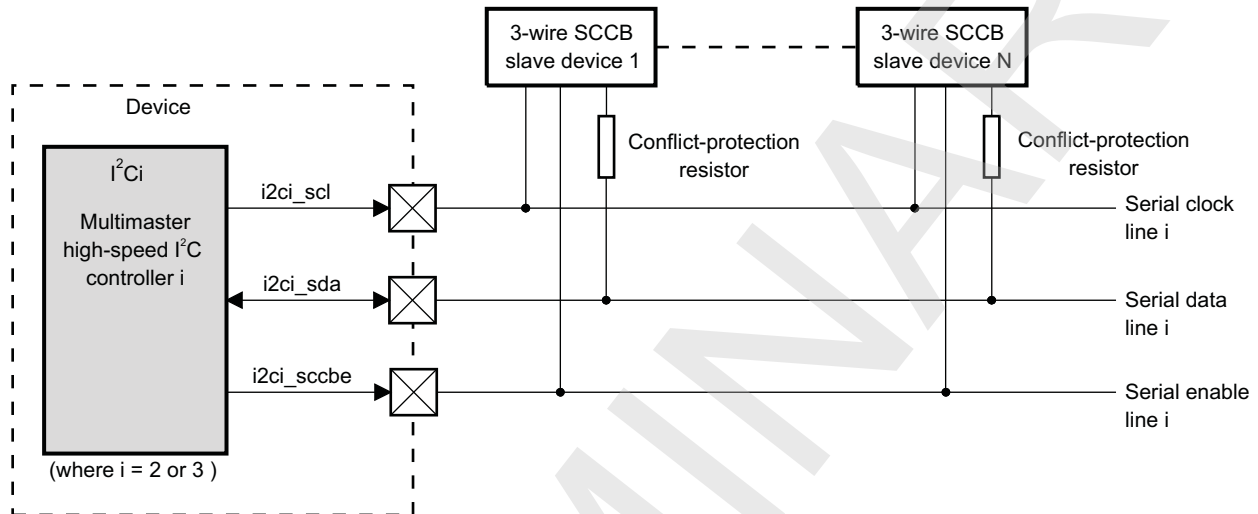 3-wire SCCB
slave device 1
3-wire SCCB
slave device N
Device
Conflict-protection
resistor
Conflict-protection
resistor
I²Ci
Multimaster
high-speed I²C
controller i
i2ci_scl
Serial clock
line i
i2ci_sda
Serial data
line i
i2ci_sccbe
Serial enable
line i
(where i = 2 or 3 )
MINAR